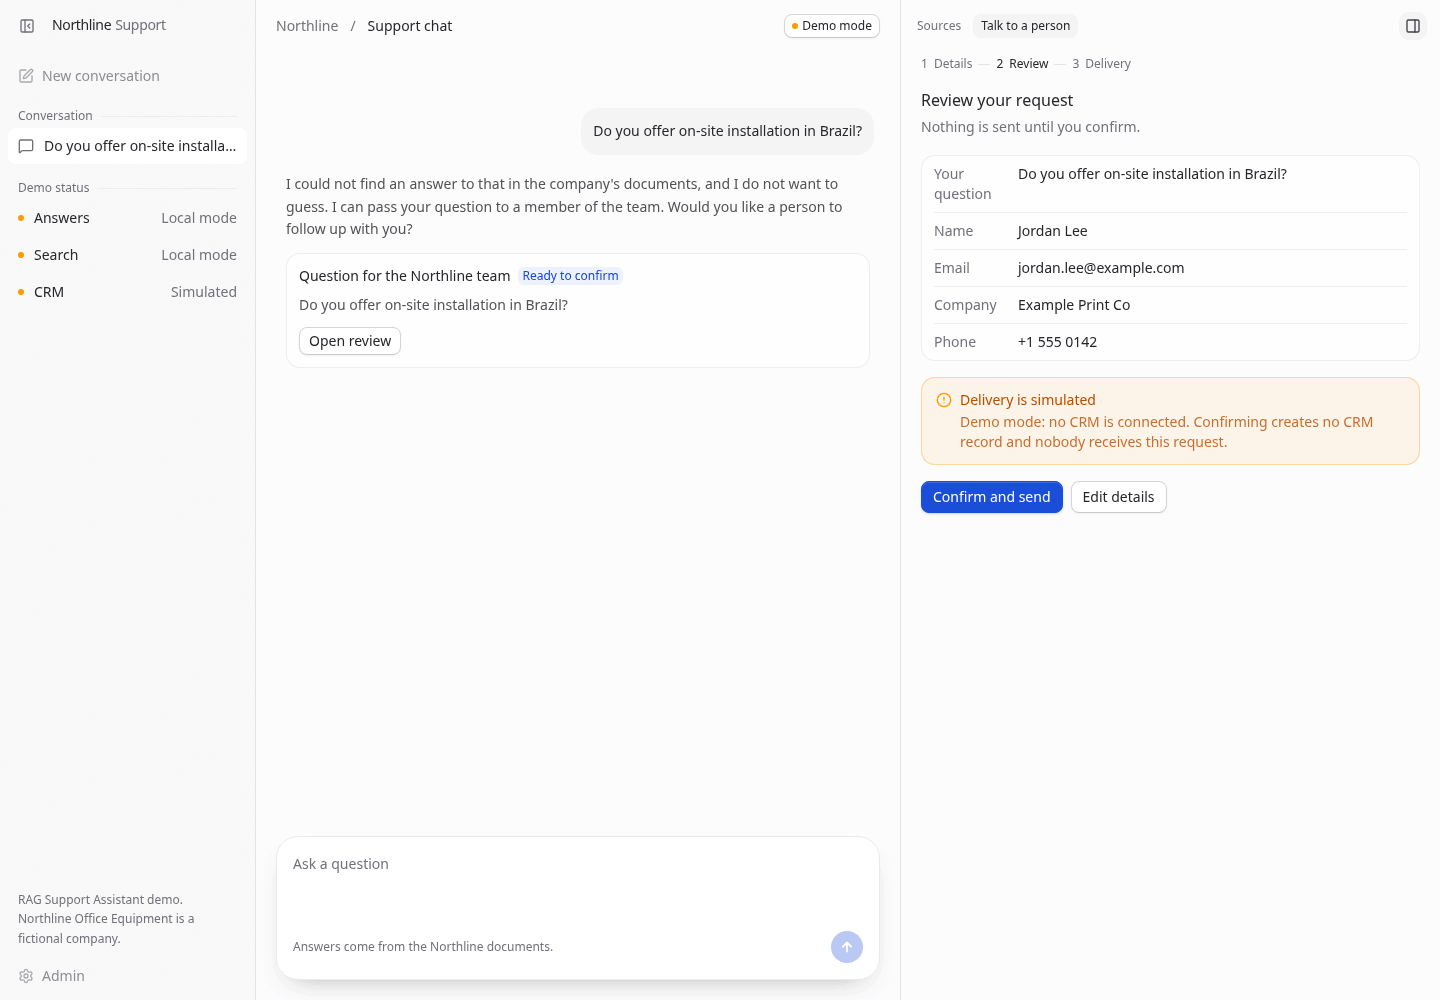 Northline Support
New conversation
Conversation
Do you offer on-site installa...
Demo status
Answers Local mode
Search Local mode
CRM Simulated
RAG Support Assistant demo.
Northline Office Equipment is a
fictional company.
Admin
Northline / Support chat
Demo mode
Do you offer on-site installation in Brazil?
I could not find an answer to that in the company's documents, and I do not want to
guess. I can pass your question to a member of the team. Would you like a person to
follow up with you?
Question for the Northline team Ready to confirm
Do you offer on-site installation in Brazil?
Open review
Ask a question
Answers come from the Northline documents.
Sources Talk to a person
1 Details 2 Review 3 Delivery
Review your request
Nothing is sent until you confirm.
Your question Do you offer on-site installation in Brazil?
Name Jordan Lee
Email jordan.lee@example.com
Company Example Print Co
Phone +1 555 0142
Delivery is simulated
Demo mode: no CRM is connected. Confirming creates no CRM
record and nobody receives this request.
Confirm and send Edit details